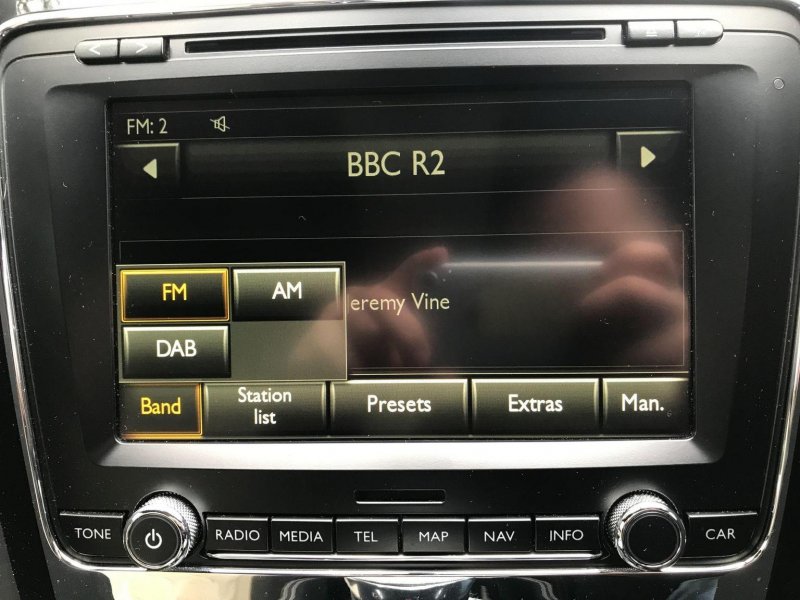 FM: 2
BBC R2
FM
AM
eremy Vine
DAB
Band
Station
list
Presets
Extras
Man.
TONE
RADIO
MEDIA
TEL
MAP
NAV
INFO
CAR